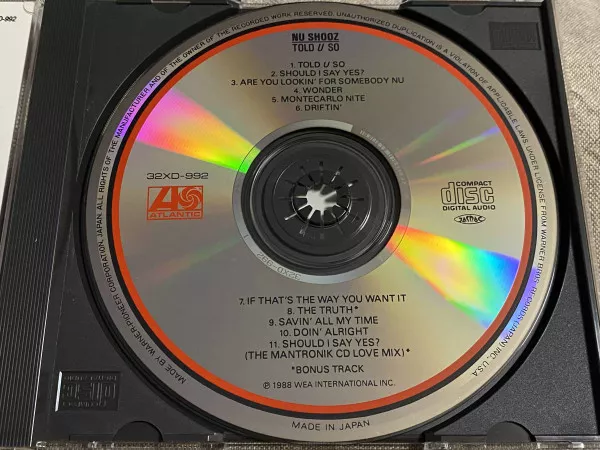 XD-992
NU SHOOZ
TOLD U SO
1. TOLD U SO
2. SHOULD I SAY YES?
3. ARE YOU LOOKIN' FOR SOMEBODY NU
4. WONDER
5. MONTECARLO NITE
6. DRIFTIN'
32XD-992
ATLANTIC
COMPACT
disc
DIGITAL AUDIO
7. IF THAT'S THE WAY YOU WANT IT
8. THE TRUTH*
9. SAVIN' ALL MY TIME
10. DOIN' ALRIGHT
11. SHOULD I SAY YES?
(THE MANTRONIK CD LOVE MIX)*
*BONUS TRACK
℗ 1988 WEA INTERNATIONAL INC.
MADE IN JAPAN
MADE BY WARNER-PIONEER CORPORATION, JAPAN. ALL RIGHTS OF THE MANUFACTURER AND OF THE OWNER OF THE RECORDED WORK RESERVED. UNAUTHORIZED DUPLICATION IS A VIOLATION OF APPLICABLE LAWS. UNDER LICENSE FROM WARNER BROS. RECORDS (JAPAN) INC., U.S.A